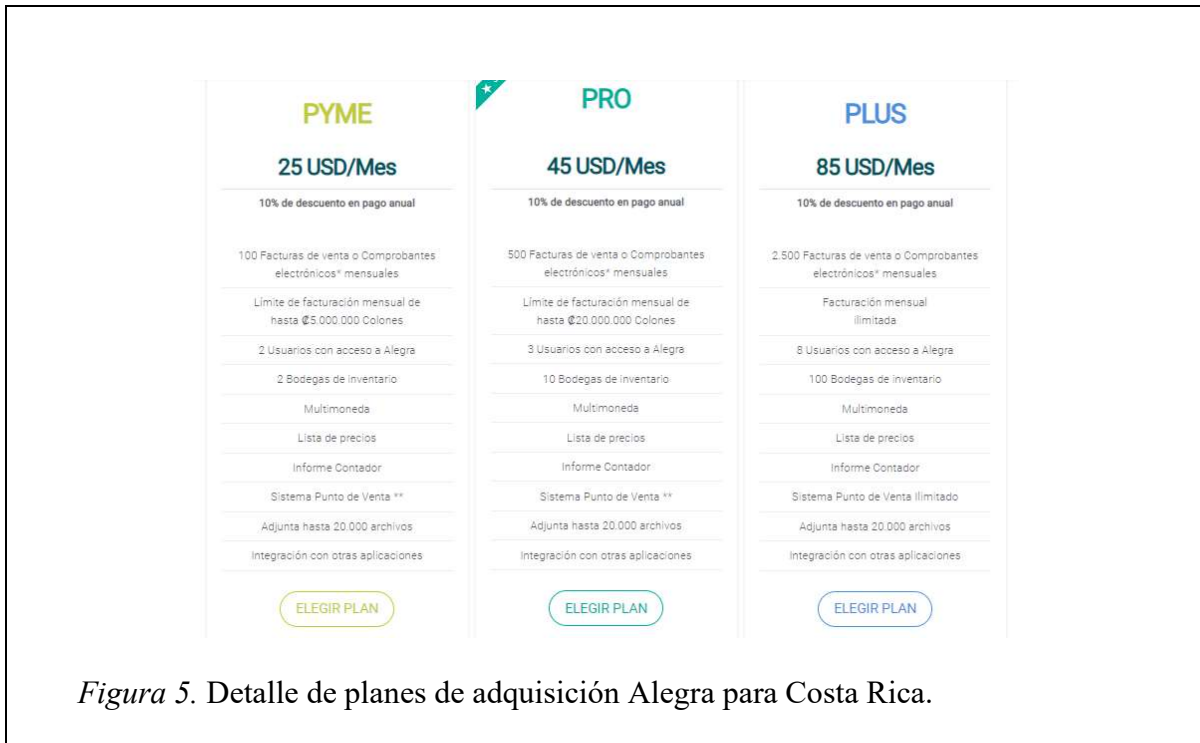 PYME
25 USD/Mes
10% de descuento en pago anual
100 Facturas de venta o Comprobantes
electrónicos* mensuales
Límite de facturación mensual de
hasta ₡5.000.000 Colones
2 Usuarios con acceso a Alegra
2 Bodegas de inventario
Multimoneda
Lista de precios
Informe Contador
Sistema Punto de Venta **
Adjunta hasta 20.000 archivos
Integración con otras aplicaciones
ELEGIR PLAN
PRO
45 USD/Mes
10% de descuento en pago anual
500 Facturas de venta o Comprobantes
electrónicos* mensuales
Límite de facturación mensual de
hasta ₡20.000.000 Colones
3 Usuarios con acceso a Alegra
10 Bodegas de inventario
Multimoneda
Lista de precios
Informe Contador
Sistema Punto de Venta **
Adjunta hasta 20.000 archivos
Integración con otras aplicaciones
ELEGIR PLAN
PLUS
85 USD/Mes
10% de descuento en pago anual
2.500 Facturas de venta o Comprobantes
electrónicos* mensuales
Facturación mensual
ilimitada
8 Usuarios con acceso a Alegra
100 Bodegas de inventario
Multimoneda
Lista de precios
Informe Contador
Sistema Punto de Venta Ilimitado
Adjunta hasta 20.000 archivos
Integración con otras aplicaciones
ELEGIR PLAN
Figura 5. Detalle de planes de adquisición Alegra para Costa Rica.